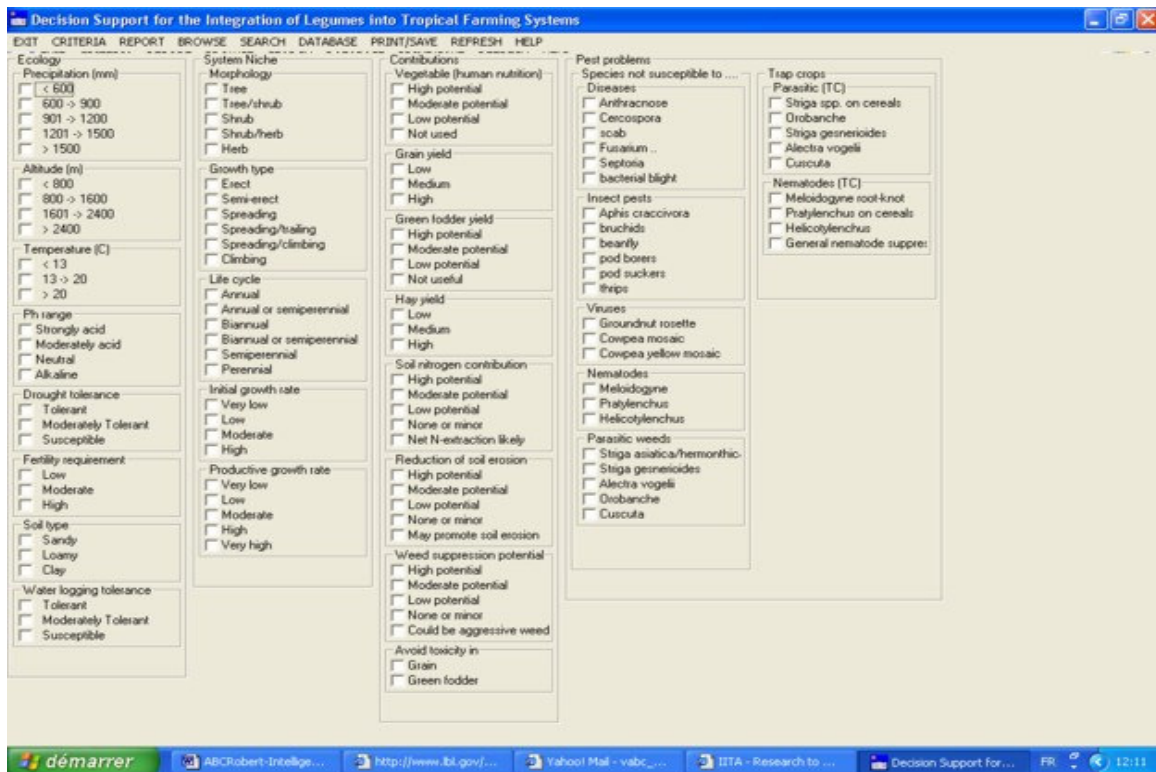 Decision Support for the Integration of Legumes into Tropical Farming Systems
EXIT CRITERIA REPORT BROWSE SEARCH DATABASE PRINT/SAVE REFRESH HELP
Ecology
Precipitation (mm)
< 600
600 -> 900
901 -> 1200
1201 -> 1500
> 1500
Altitude (m)
< 800
800 -> 1600
1601 -> 2400
> 2400
Temperature (C)
< 13
13 -> 20
> 20
Ph range
Strongly acid
Moderately acid
Neutral
Alkaline
Drought tolerance
Tolerant
Moderately Tolerant
Susceptible
Fertility requirement
Low
Moderate
High
Soil type
Sandy
Loamy
Clay
Water logging tolerance
Tolerant
Moderately Tolerant
Susceptible
System Niche
Morphology
Tree
Tree/shrub
Shrub
Shrub/herb
Herb
Growth type
Erect
Semi-erect
Spreading
Spreading/trailing
Spreading/climbing
Climbing
Life cycle
Annual
Annual or semiperennial
Biannual
Biannual or semiperennial
Semiperennial
Perennial
Initial growth rate
Very low
Low
Moderate
High
Productive growth rate
Very low
Low
Moderate
High
Very high
Contributions
Vegetable (human nutrition)
High potential
Moderate potential
Low potential
Not used
Grain yield
Low
Medium
High
Green fodder yield
High potential
Moderate potential
Low potential
Not useful
Hay yield
Low
Medium
High
Soil nitrogen contribution
High potential
Moderate potential
Low potential
None or minor
Net N-extraction likely
Reduction of soil erosion
High potential
Moderate potential
Low potential
None or minor
May promote soil erosion
Weed suppression potential
High potential
Moderate potential
Low potential
None or minor
Could be aggressive weed
Avoid toxicity in
Grain
Green fodder
Pest problems
Species not susceptible to ....
Diseases
Anthracnose
Cercospora
scab
Fusarium ..
Septoria
bacterial blight
Insect pests
Aphis craccivora
bruchids
beanfly
pod borers
pod suckers
thrips
Viruses
Groundnut rosette
Cowpea mosaic
Cowpea yellow mosaic
Nematodes
Meloidogyne
Pratylenchus
Helicotylenchus
Parasitic weeds
Striga asiatica/hermonthic
Striga gesnerioides
Alectra vogelii
Orobanche
Cuscuta
Trap crops
Parasitic (TC)
Striga spp. on cereals
Orobanche
Striga gesnerioides
Alectra vogelii
Cuscuta
Nematodes (TC)
Meloidogyne root-knot
Pratylenchus on cereals
Helicotylenchus
General nematode suppres
démarrer ABCRobert-Intellige... http://www.lbl.gov/... Yahoo! Mail - vabc_... IITA - Research to ... Decision Support for... FR 12:11